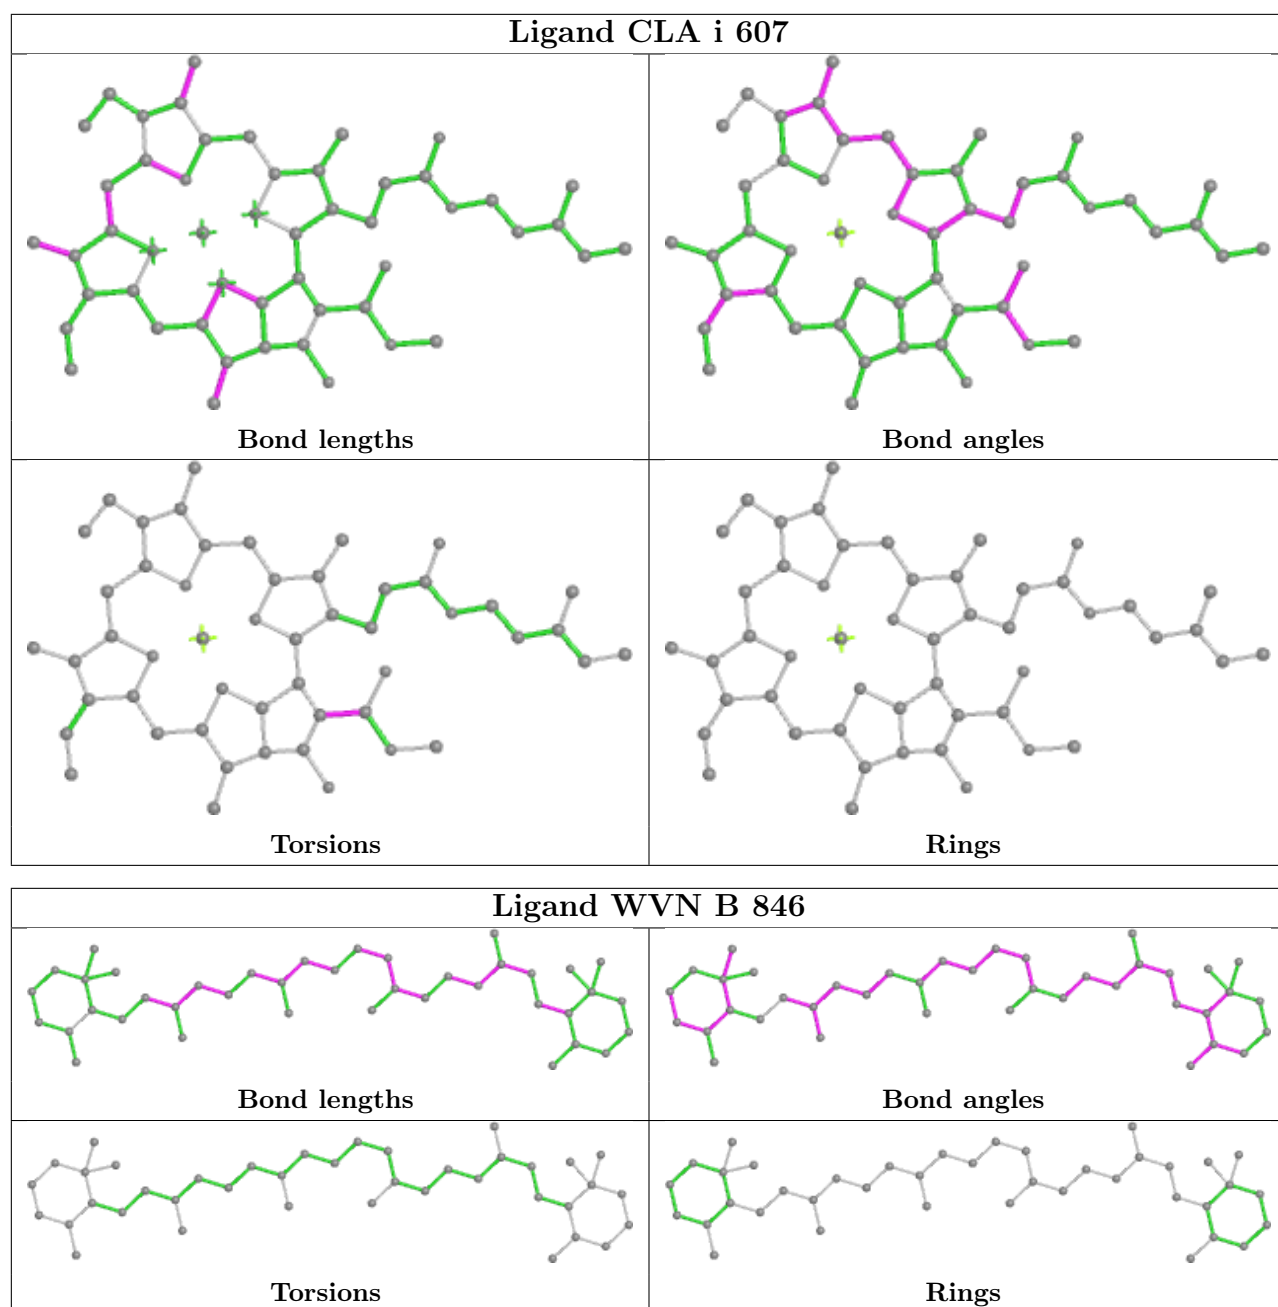 Ligand CLA i 607
Bond lengths
Bond angles
Torsions
Rings
Ligand WVN B 846
Bond lengths
Bond angles
Torsions
Rings